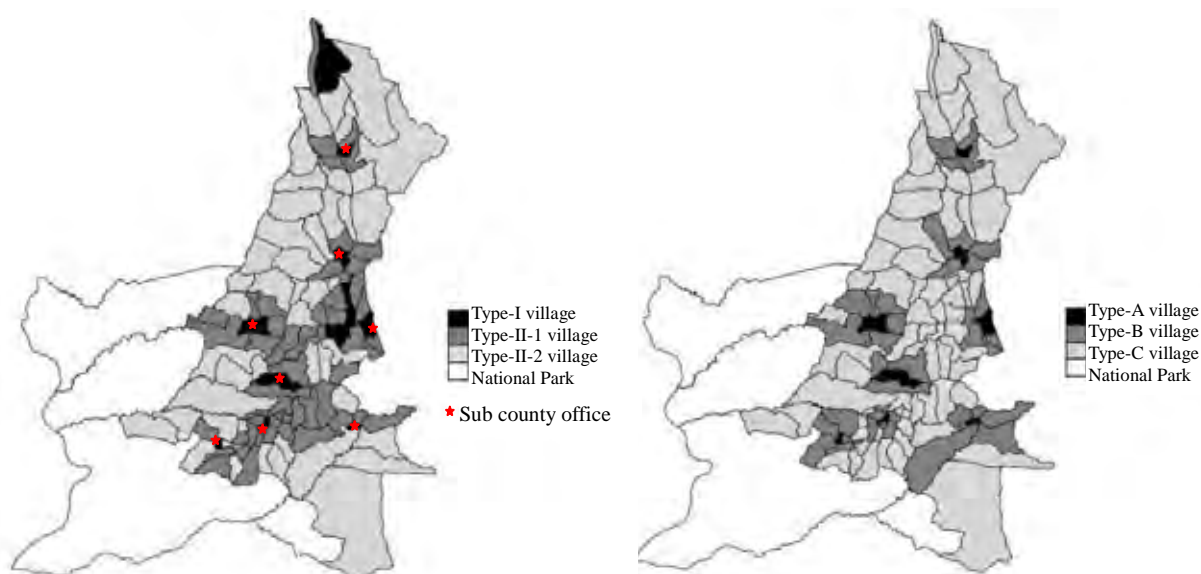 Type-I village
Type-II-1 village
Type-II-2 village
National Park
Sub county office
Type-A village
Type-B village
Type-C village
National Park